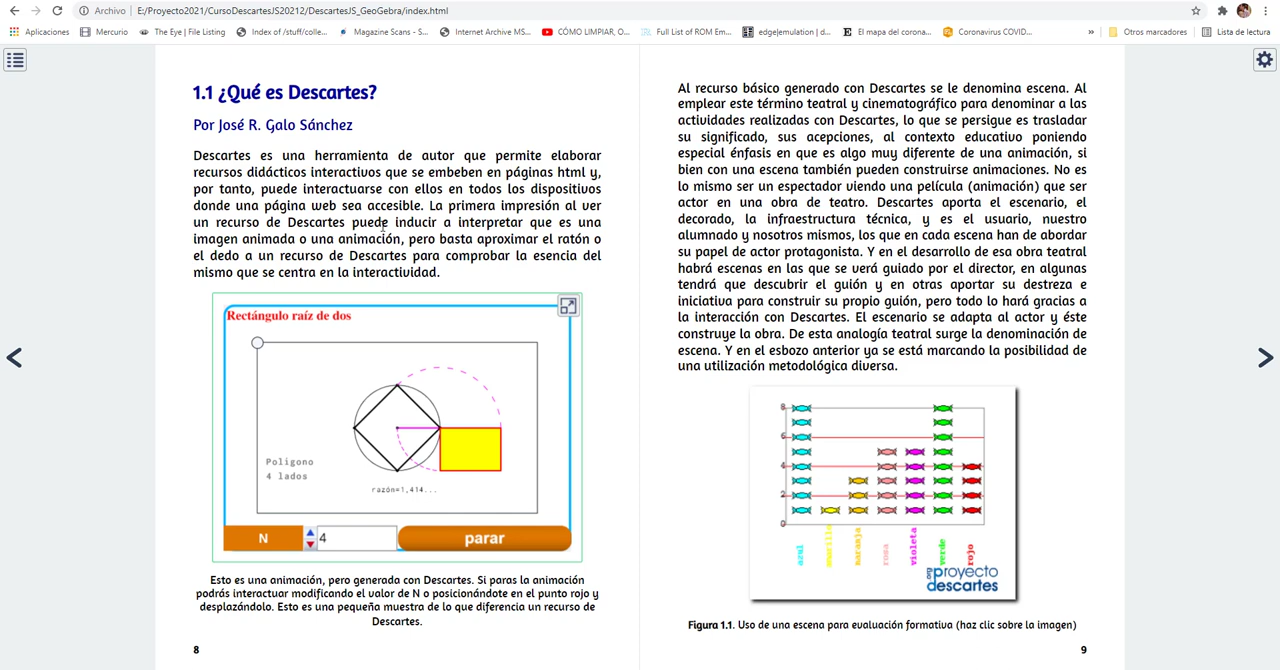 Archivo | E:/Proyecto2021/CursoDescartesJS20212/DescartesJS_GeoGebra/index.html
Aplicaciones Mercurio The Eye | File Listing Index of /stuff/colle... Magazine Scans - S... Internet Archive MS... CÓMO LIMPIAR, O... Full List of ROM Em... edge|emulation | d... El mapa del corona... Coronavirus COVID... » Otros marcadores Lista de lectura
1.1 ¿Qué es Descartes?
Por José R. Galo Sánchez
Descartes es una herramienta de autor que permite elaborar
recursos didácticos interactivos que se embeben en páginas html y,
por tanto, puede interactuarse con ellos en todos los dispositivos
donde una página web sea accesible. La primera impresión al ver
un recurso de Descartes puede inducir a interpretar que es una
imagen animada o una animación, pero basta aproximar el ratón o
el dedo a un recurso de Descartes para comprobar la esencia del
mismo que se centra en la interactividad.
Rectángulo raíz de dos
Polígono
4 lados
razón=1,414...
N 4 parar
Esto es una animación, pero generada con Descartes. Si paras la animación
podrás interactuar modificando el valor de N o posicionándote en el punto rojo y
desplazándolo. Esto es una pequeña muestra de lo que diferencia un recurso de
Descartes.
8
Al recurso básico generado con Descartes se le denomina escena. Al
emplear este término teatral y cinematográfico para denominar a las
actividades realizadas con Descartes, lo que se persigue es trasladar
su significado, sus acepciones, al contexto educativo poniendo
especial énfasis en que es algo muy diferente de una animación, si
bien con una escena también pueden construirse animaciones. No es
lo mismo ser un espectador viendo una película (animación) que ser
actor en una obra de teatro. Descartes aporta el escenario, el
decorado, la infraestructura técnica, y es el usuario, nuestro
alumnado y nosotros mismos, los que en cada escena han de abordar
su papel de actor protagonista. Y en el desarrollo de esa obra teatral
habrá escenas en las que se verá guiado por el director, en algunas
tendrá que descubrir el guión y en otras aportar su destreza e
iniciativa para construir su propio guión, pero todo lo hará gracias a
la interacción con Descartes. El escenario se adapta al actor y éste
construye la obra. De esta analogía teatral surge la denominación de
escena. Y en el esbozo anterior ya se está marcando la posibilidad de
una utilización metodológica diversa.
8
6
4
2
0
azul amarillo naranja rosa violeta verde rojo
proyecto
descartes
.org
Figura 1.1. Uso de una escena para evaluación formativa (haz clic sobre la imagen)
9